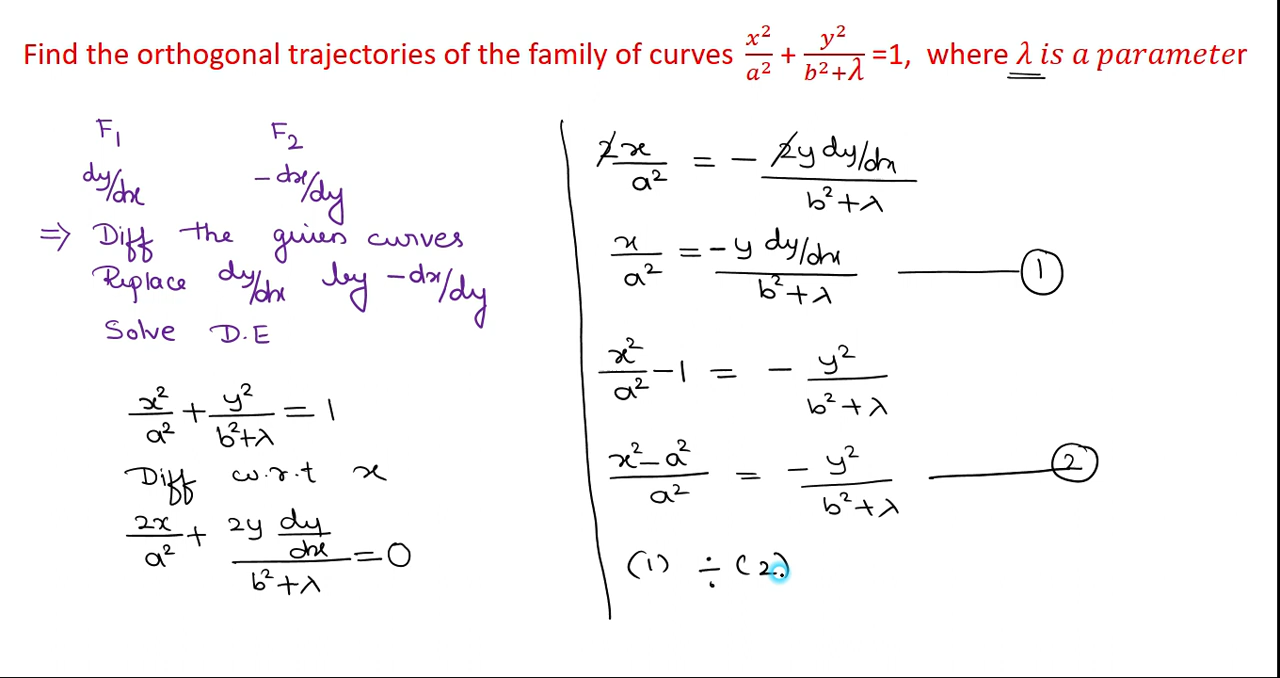 Find the orthogonal trajectories of the family of curves x²/a² + y²/(b²+λ) =1, where λ is a parameter
F₁ F₂
dy/dx -dx/dy
⇒ Diff the given curves
Replace dy/dx by -dx/dy
Solve D.E
x²/a² + y²/(b²+λ) = 1
Diff w.r.t x
2x/a² + (2y dy/dx)/(b²+λ) = 0
2x/a² = - (2y dy/dx)/(b²+λ)
x/a² = (-y dy/dx)/(b²+λ) ——— ①
x²/a² - 1 = - y²/(b²+λ)
(x²-a²)/a² = - y²/(b²+λ) ——— ②
(1) ÷ (2)